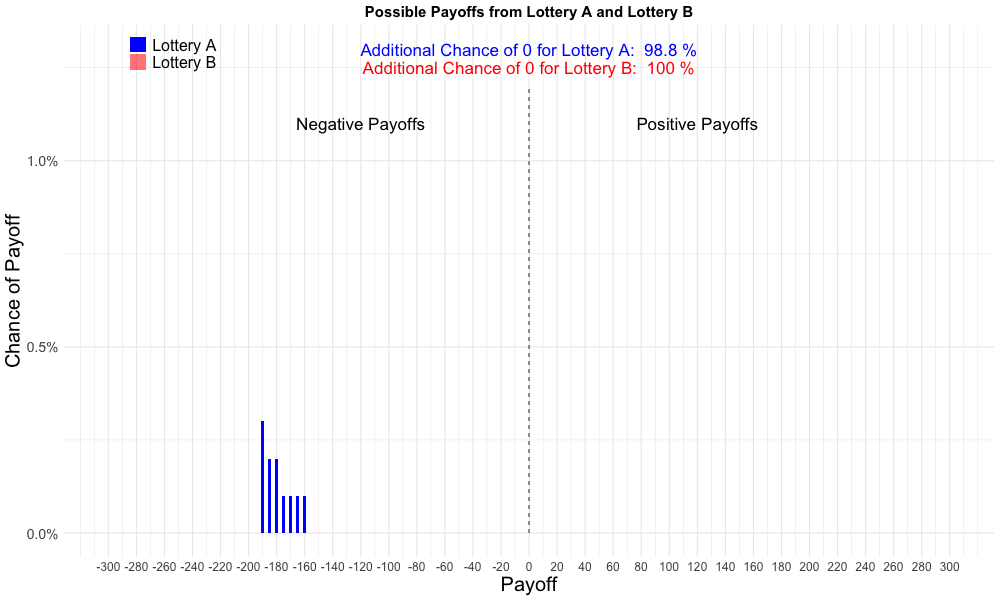 Possible Payoffs from Lottery A and Lottery B
Lottery A
Lottery B
Additional Chance of 0 for Lottery A:  98.8 %
Additional Chance of 0 for Lottery B:  100 %
Negative Payoffs
Positive Payoffs
Chance of Payoff
1.0%
0.5%
0.0%
-300 -280 -260 -240 -220 -200 -180 -160 -140 -120 -100 -80 -60 -40 -20 0 20 40 60 80 100 120 140 160 180 200 220 240 260 280 300
Payoff